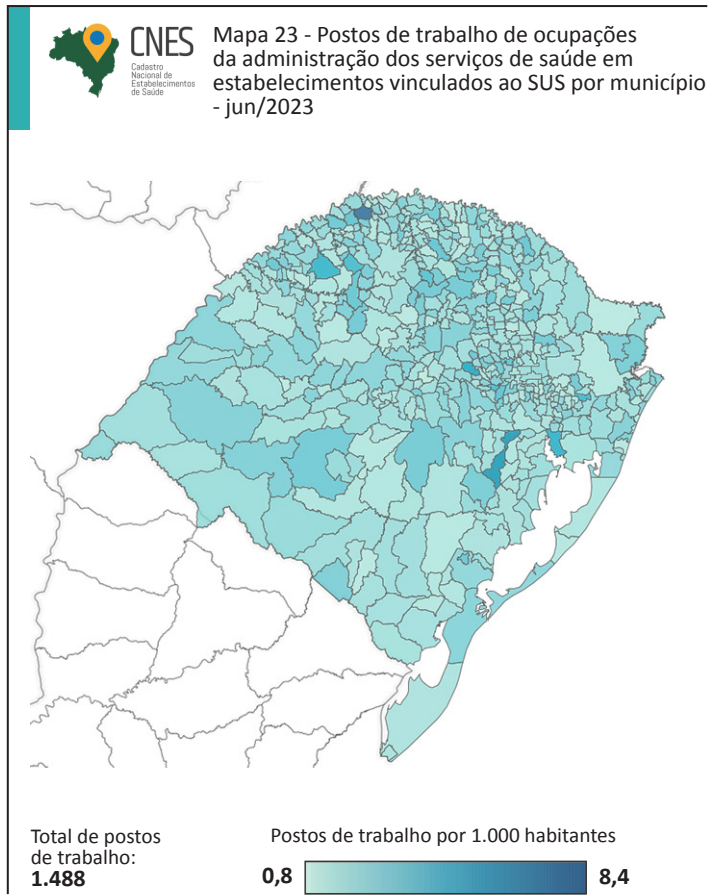 CNES
Cadastro
Nacional de
Estabelecimentos
de Saúde
Mapa 23 - Postos de trabalho de ocupações
da administração dos serviços de saúde em
estabelecimentos vinculados ao SUS por município
- jun/2023
Total de postos
de trabalho:
1.488
Postos de trabalho por 1.000 habitantes
0,8
8,4